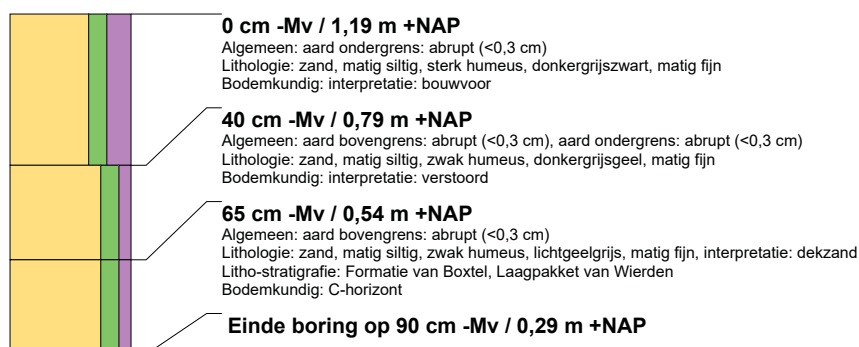 0 cm -Mv / 1,19 m +NAP
Algemeen: aard ondergrens: abrupt (<0,3 cm)
Lithologie: zand, matig siltig, sterk humeus, donkergrijszwart, matig fijn
Bodemkundig: interpretatie: bouwvoor
40 cm -Mv / 0,79 m +NAP
Algemeen: aard bovengrens: abrupt (<0,3 cm), aard ondergrens: abrupt (<0,3 cm)
Lithologie: zand, matig siltig, zwak humeus, donkergrijsgeel, matig fijn
Bodemkundig: interpretatie: verstoord
65 cm -Mv / 0,54 m +NAP
Algemeen: aard bovengrens: abrupt (<0,3 cm)
Lithologie: zand, matig siltig, zwak humeus, lichtgeelgrijs, matig fijn, interpretatie: dekzand
Litho-stratigrafie: Formatie van Boxtel, Laagpakket van Wierden
Bodemkundig: C-horizont
Einde boring op 90 cm -Mv / 0,29 m +NAP